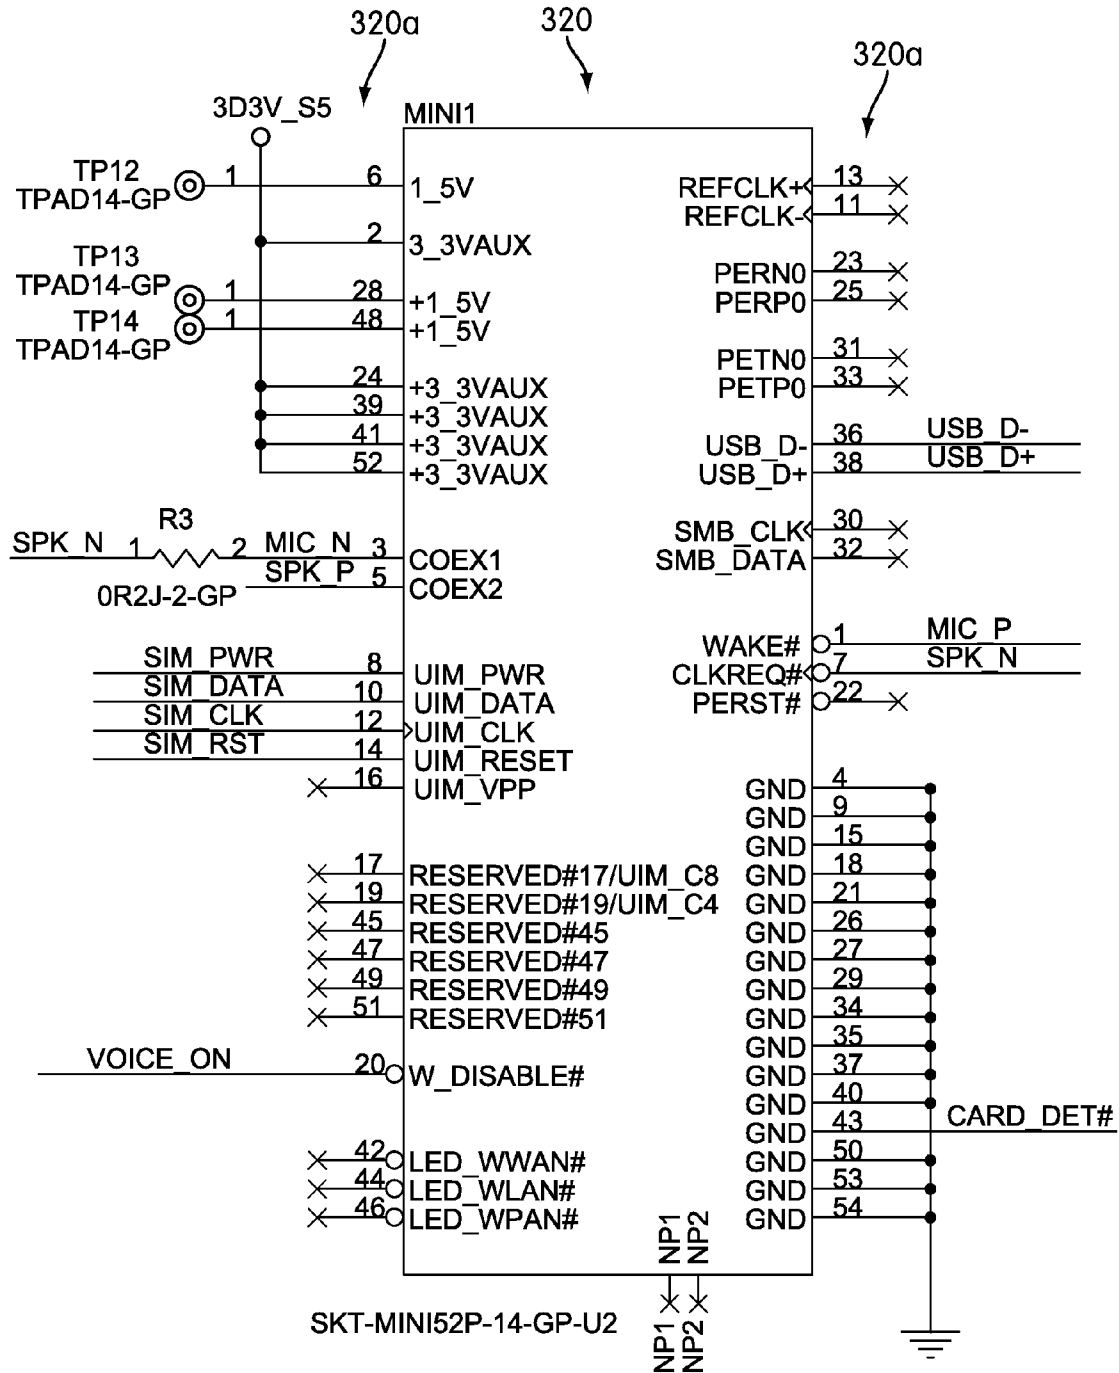 320a 320 320a
3D3V_S5 MINI1
TP12 1 6 1_5V REFCLK+ 13
TPAD14-GP REFCLK- 11
2 3_3VAUX
TP13 PERN0 23
TPAD14-GP 1 28 +1_5V PERP0 25
TP14 1 48 +1_5V
TPAD14-GP PETN0 31
24 +3_3VAUX PETP0 33
39 +3_3VAUX
41 +3_3VAUX USB_D- 36 USB_D-
52 +3_3VAUX USB_D+ 38 USB_D+
R3
SMB_CLK 30
SPK_N 1 2 MIC_N 3 COEX1 SMB_DATA 32
0R2J-2-GP SPK_P 5 COEX2
WAKE# 1 MIC_P
SIM_PWR 8 UIM_PWR CLKREQ# 7 SPK_N
SIM_DATA 10 UIM_DATA PERST# 22
SIM_CLK 12 UIM_CLK
SIM_RST 14 UIM_RESET
16 UIM_VPP GND 4
GND 9
GND 15
17 RESERVED#17/UIM_C8 GND 18
19 RESERVED#19/UIM_C4 GND 21
45 RESERVED#45 GND 26
47 RESERVED#47 GND 27
49 RESERVED#49 GND 29
51 RESERVED#51 GND 34
GND 35
VOICE_ON 20 W_DISABLE# GND 37
GND 40
GND 43 CARD_DET#
42 LED_WWAN# GND 50
44 LED_WLAN# GND 53
46 LED_WPAN# GND 54
NP1 NP2
SKT-MINI52P-14-GP-U2
NP1 NP2